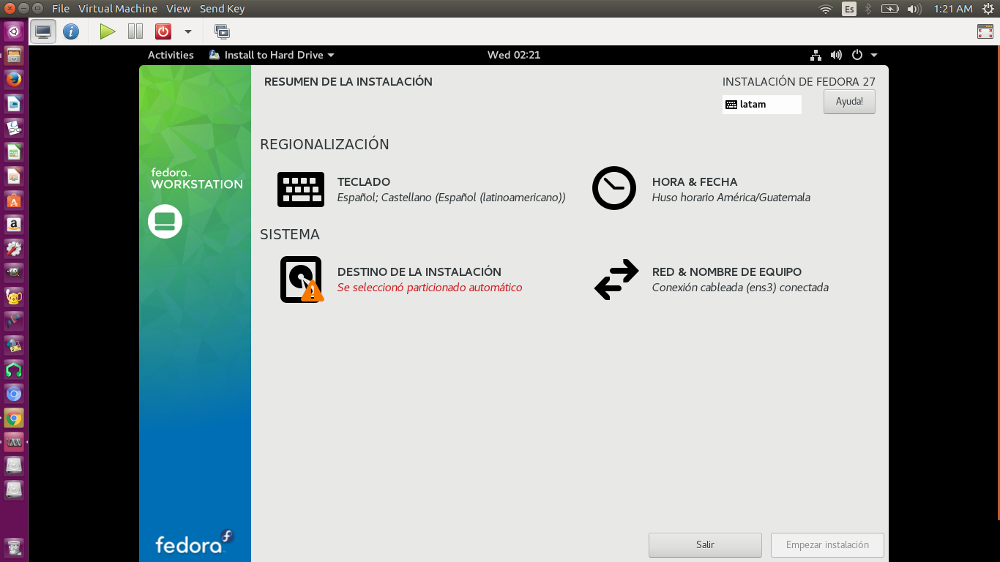 File Virtual Machine View Send Key
Es 1:21 AM
Activities Install to Hard Drive Wed 02:21
RESUMEN DE LA INSTALACIÓN
INSTALACIÓN DE FEDORA 27
latam
Ayuda!
fedora
WORKSTATION
REGIONALIZACIÓN
TECLADO
Español; Castellano (Español (latinoamericano))
HORA & FECHA
Huso horario América/Guatemala
SISTEMA
DESTINO DE LA INSTALACIÓN
Se seleccionó particionado automático
RED & NOMBRE DE EQUIPO
Conexión cableada (ens3) conectada
fedora
Salir
Empezar instalación